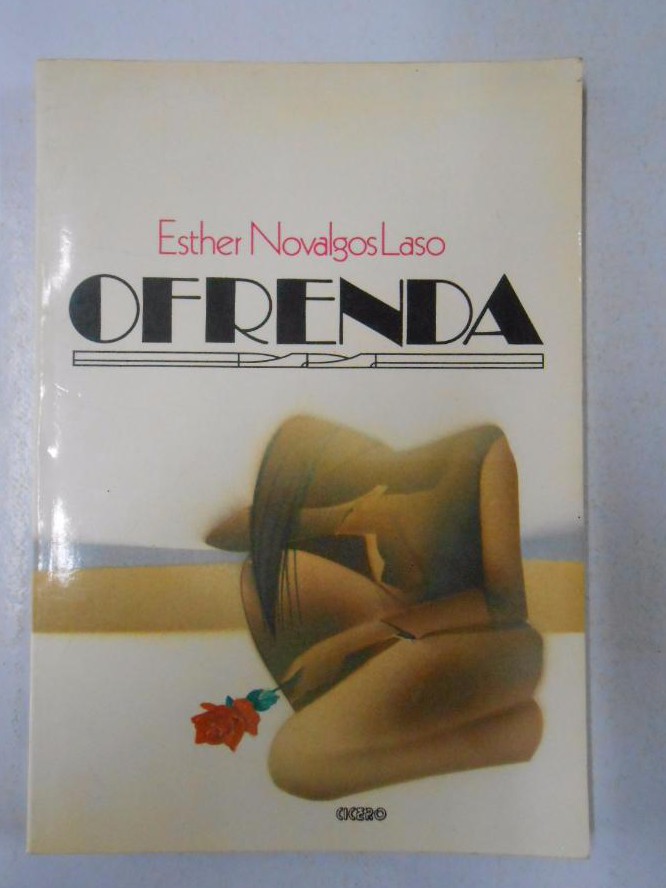 Esther Novalgos Laso
OFRENDA
CICERO